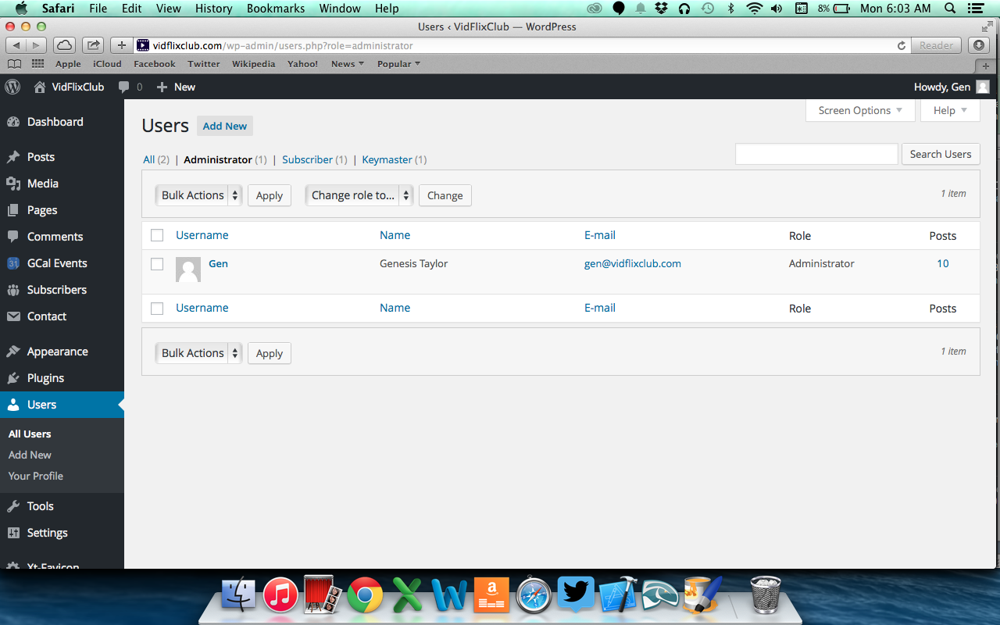 Safari File Edit View History Bookmarks Window Help 8% Mon 6:03 AM
Users ‹ VidFlixClub — WordPress
vidflixclub.com/wp-admin/users.php?role=administrator Reader
Apple iCloud Facebook Twitter Wikipedia Yahoo! News Popular
VidFlixClub 0 New Howdy, Gen
Screen Options Help
Dashboard
Posts
Media
Pages
Comments
31 GCal Events
Subscribers
Contact
Appearance
Plugins
Users
All Users
Add New
Your Profile
Tools
Settings
Xt-Favicon
Users Add New
All (2) | Administrator (1) | Subscriber (1) | Keymaster (1)
Search Users
Bulk Actions Apply Change role to... Change 1 item
Username Name E-mail Role Posts
Gen Genesis Taylor gen@vidflixclub.com Administrator 10
Username Name E-mail Role Posts
Bulk Actions Apply 1 item
a